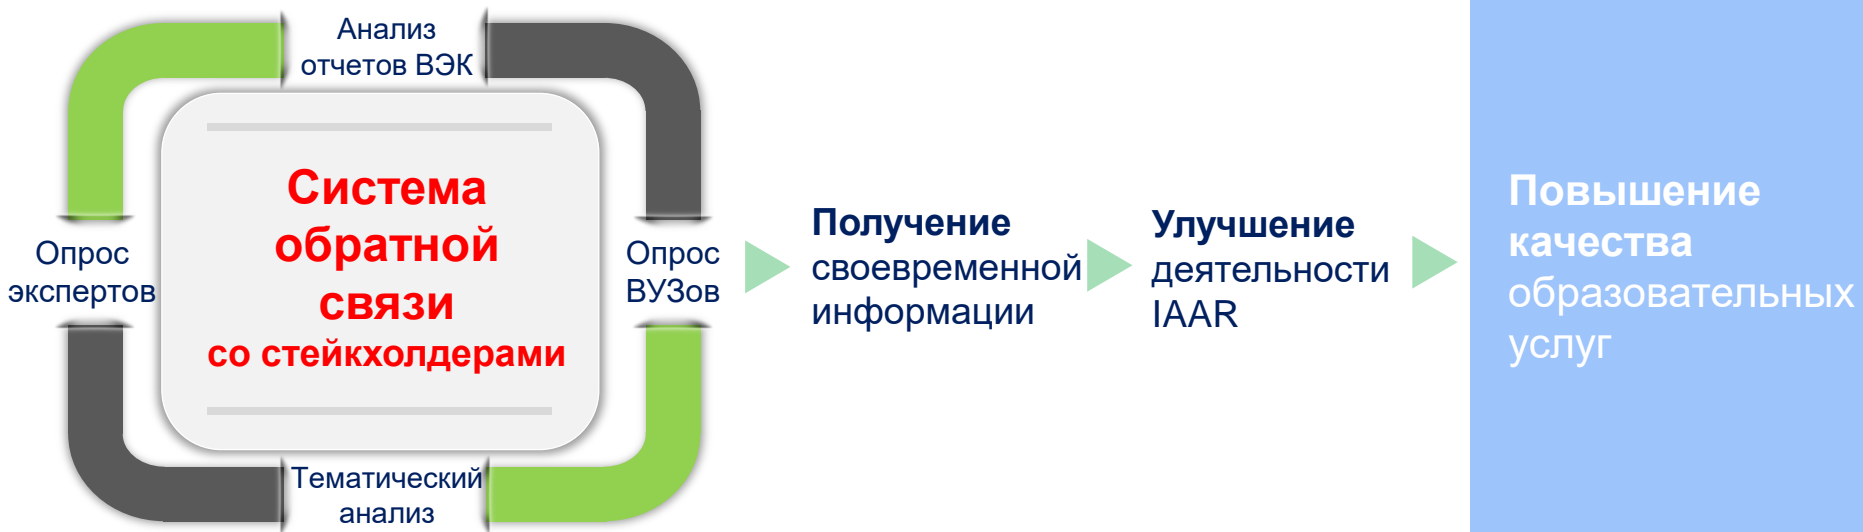 Анализ
отчетов ВЭК
Система
обратной
связи
со стейкхолдерами
Опрос
экспертов
Опрос
ВУЗов
Тематический
анализ
Получение
своевременной
информации
Улучшение
деятельности
IAAR
Повышение
качества
образовательных
услуг